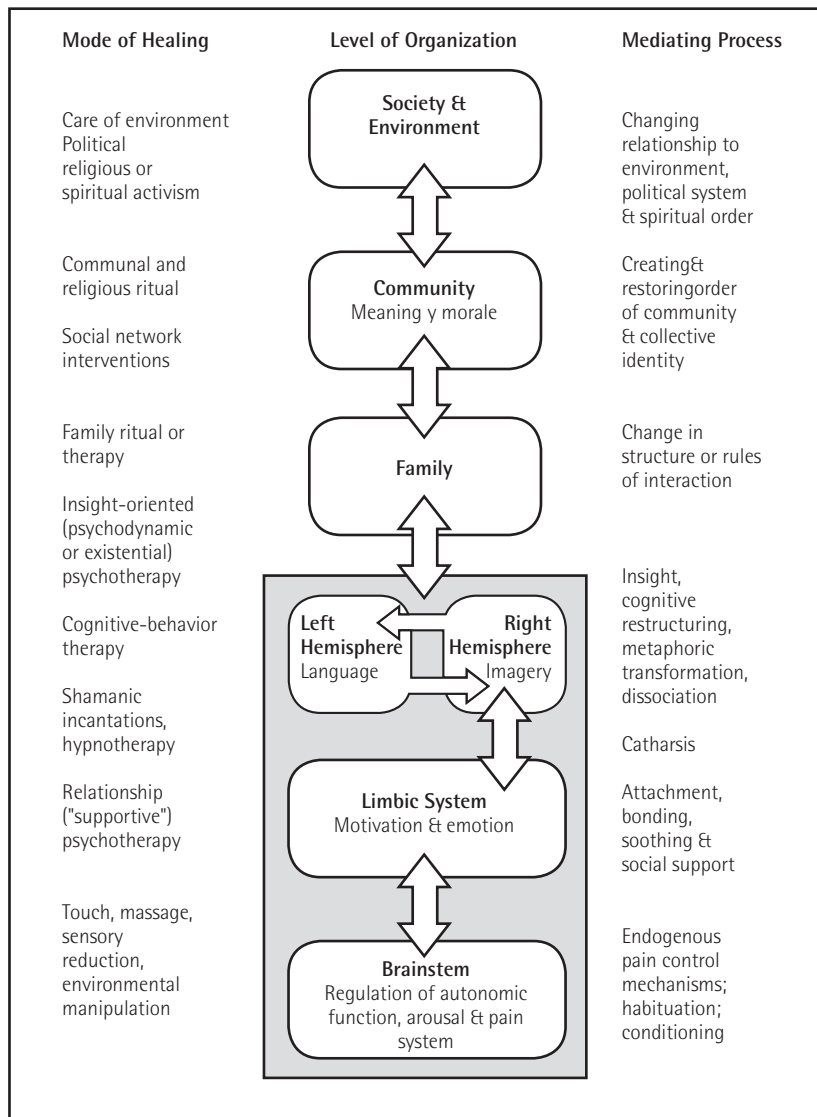 Mode of Healing
Level of Organization
Mediating Process
Care of environment
Political
religious or
spiritual activism
Society &
Environment
Changing
relationship to
environment,
political system
& spiritual order
Communal and
religious ritual
Social network
interventions
Community
Meaning y morale
Creating&
restoringorder
of community
& collective
identity
Family ritual or
therapy
Family
Change in
structure or rules
of interaction
Insight-oriented
(psychodynamic
or existential)
psychotherapy
Cognitive-behavior
therapy
Shamanic
incantations,
hypnotherapy
Left
Hemisphere
Language
Right
Hemisphere
Imagery
Insight,
cognitive
restructuring,
metaphoric
transformation,
dissociation
Catharsis
Relationship
("supportive")
psychotherapy
Limbic System
Motivation & emotion
Attachment,
bonding,
soothing &
social support
Touch, massage,
sensory
reduction,
environmental
manipulation
Brainstem
Regulation of autonomic
function, arousal & pain
system
Endogenous
pain control
mechanisms;
habituation;
conditioning